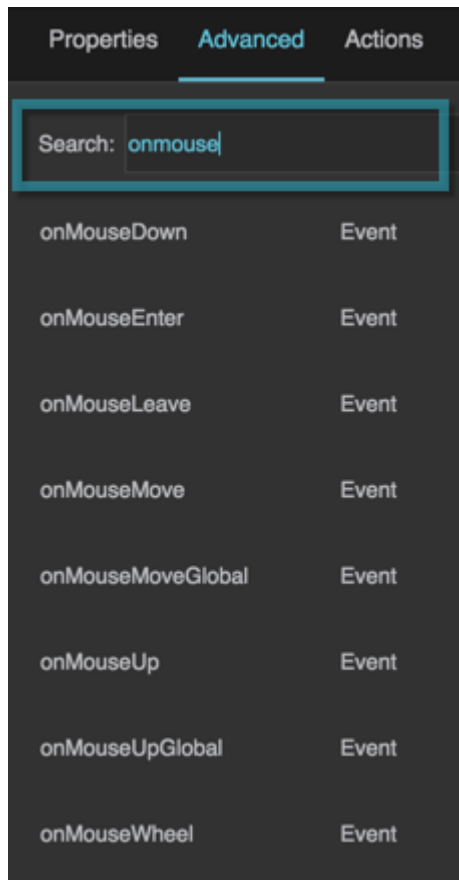 Properties Advanced Actions
Search: onmouse
onMouseDown Event
onMouseEnter Event
onMouseLeave Event
onMouseMove Event
onMouseMoveGlobal Event
onMouseUp Event
onMouseUpGlobal Event
onMouseWheel Event